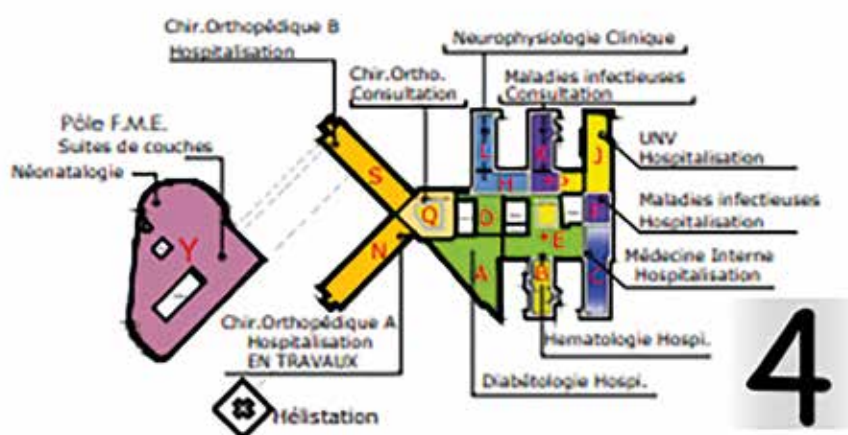 Chir.Orthopédique B
Hospitalisation
Neurophysiologie Clinique
Chir.Ortho.
Consultation
Maladies infectieuses
Consultation
Pôle F.M.E.
Suites de couches
Néonatalogie
UNV
Hospitalisation
Maladies infectieuses
Hospitalisation
Médecine Interne
Hospitalisation
Chir.Orthopédique A
Hospitalisation
EN TRAVAUX
Hematologie Hospi.
Diabétologie Hospi.
Hélistation
4
S
N
Q
Y
L
K
J
H
D
F
E
A
B
C